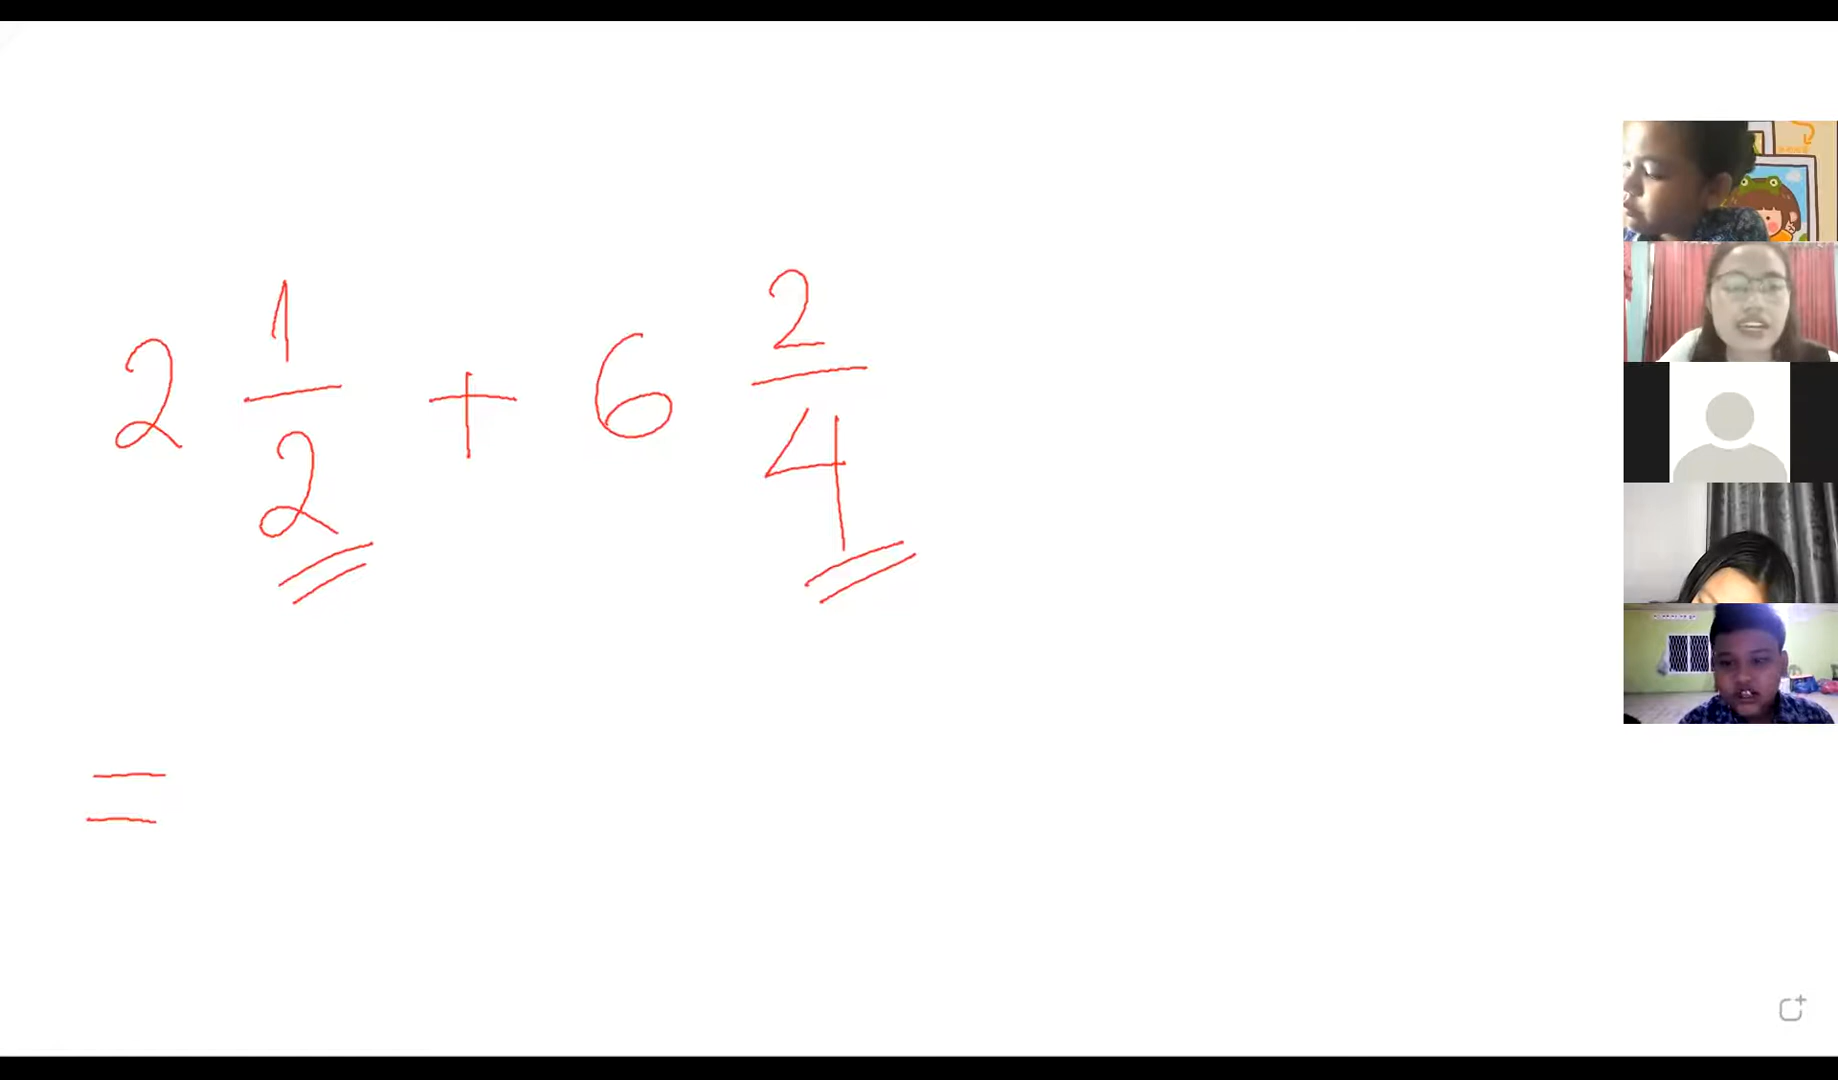 2 1/2 + 6 2/4
=